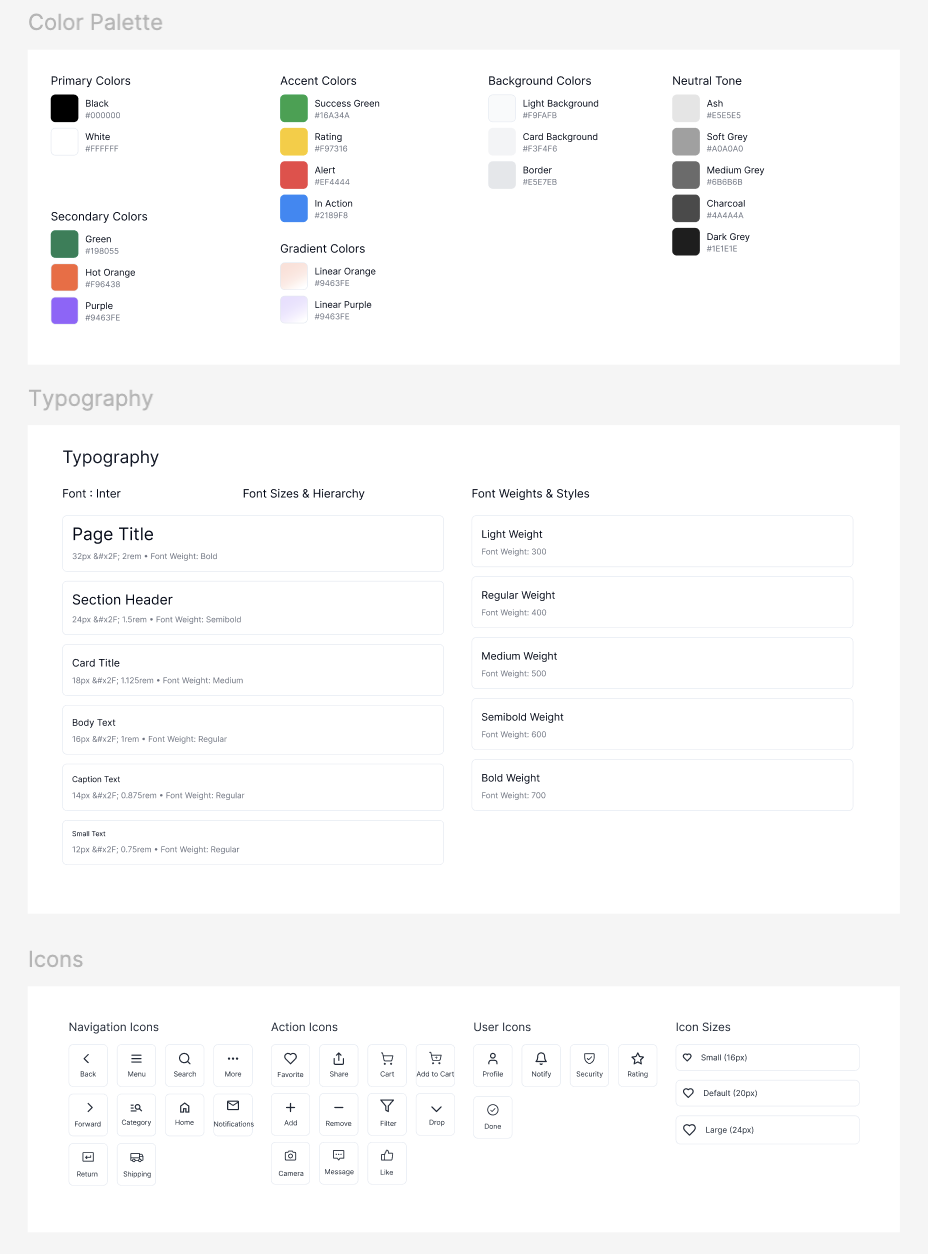 Color Palette
Primary Colors
Black
#000000
White
#FFFFFF
Secondary Colors
Green
#198055
Hot Orange
#F96438
Purple
#9463FE
Accent Colors
Success Green
#16A34A
Rating
#F97316
Alert
#EF4444
In Action
#2189F8
Gradient Colors
Linear Orange
#9463FE
Linear Purple
#9463FE
Background Colors
Light Background
#F9FAFB
Card Background
#F3F4F6
Border
#E5E7EB
Neutral Tone
Ash
#E5E5E5
Soft Grey
#A0A0A0
Medium Grey
#6B6B6B
Charcoal
#4A4A4A
Dark Grey
#1E1E1E
Typography
Typography
Font : Inter
Font Sizes & Hierarchy
Page Title
32px &#x2F; 2rem • Font Weight: Bold
Section Header
24px &#x2F; 1.5rem • Font Weight: Semibold
Card Title
18px &#x2F; 1.125rem • Font Weight: Medium
Body Text
16px &#x2F; 1rem • Font Weight: Regular
Caption Text
14px &#x2F; 0.875rem • Font Weight: Regular
Small Text
12px &#x2F; 0.75rem • Font Weight: Regular
Font Weights & Styles
Light Weight
Font Weight: 300
Regular Weight
Font Weight: 400
Medium Weight
Font Weight: 500
Semibold Weight
Font Weight: 600
Bold Weight
Font Weight: 700
Icons
Navigation Icons
Back
Menu
Search
More
Forward
Category
Home
Notifications
Return
Shipping
Action Icons
Favorite
Share
Cart
Add to Cart
Add
Remove
Filter
Drop
Camera
Message
Like
User Icons
Profile
Notify
Security
Rating
Done
Icon Sizes
Small (16px)
Default (20px)
Large (24px)